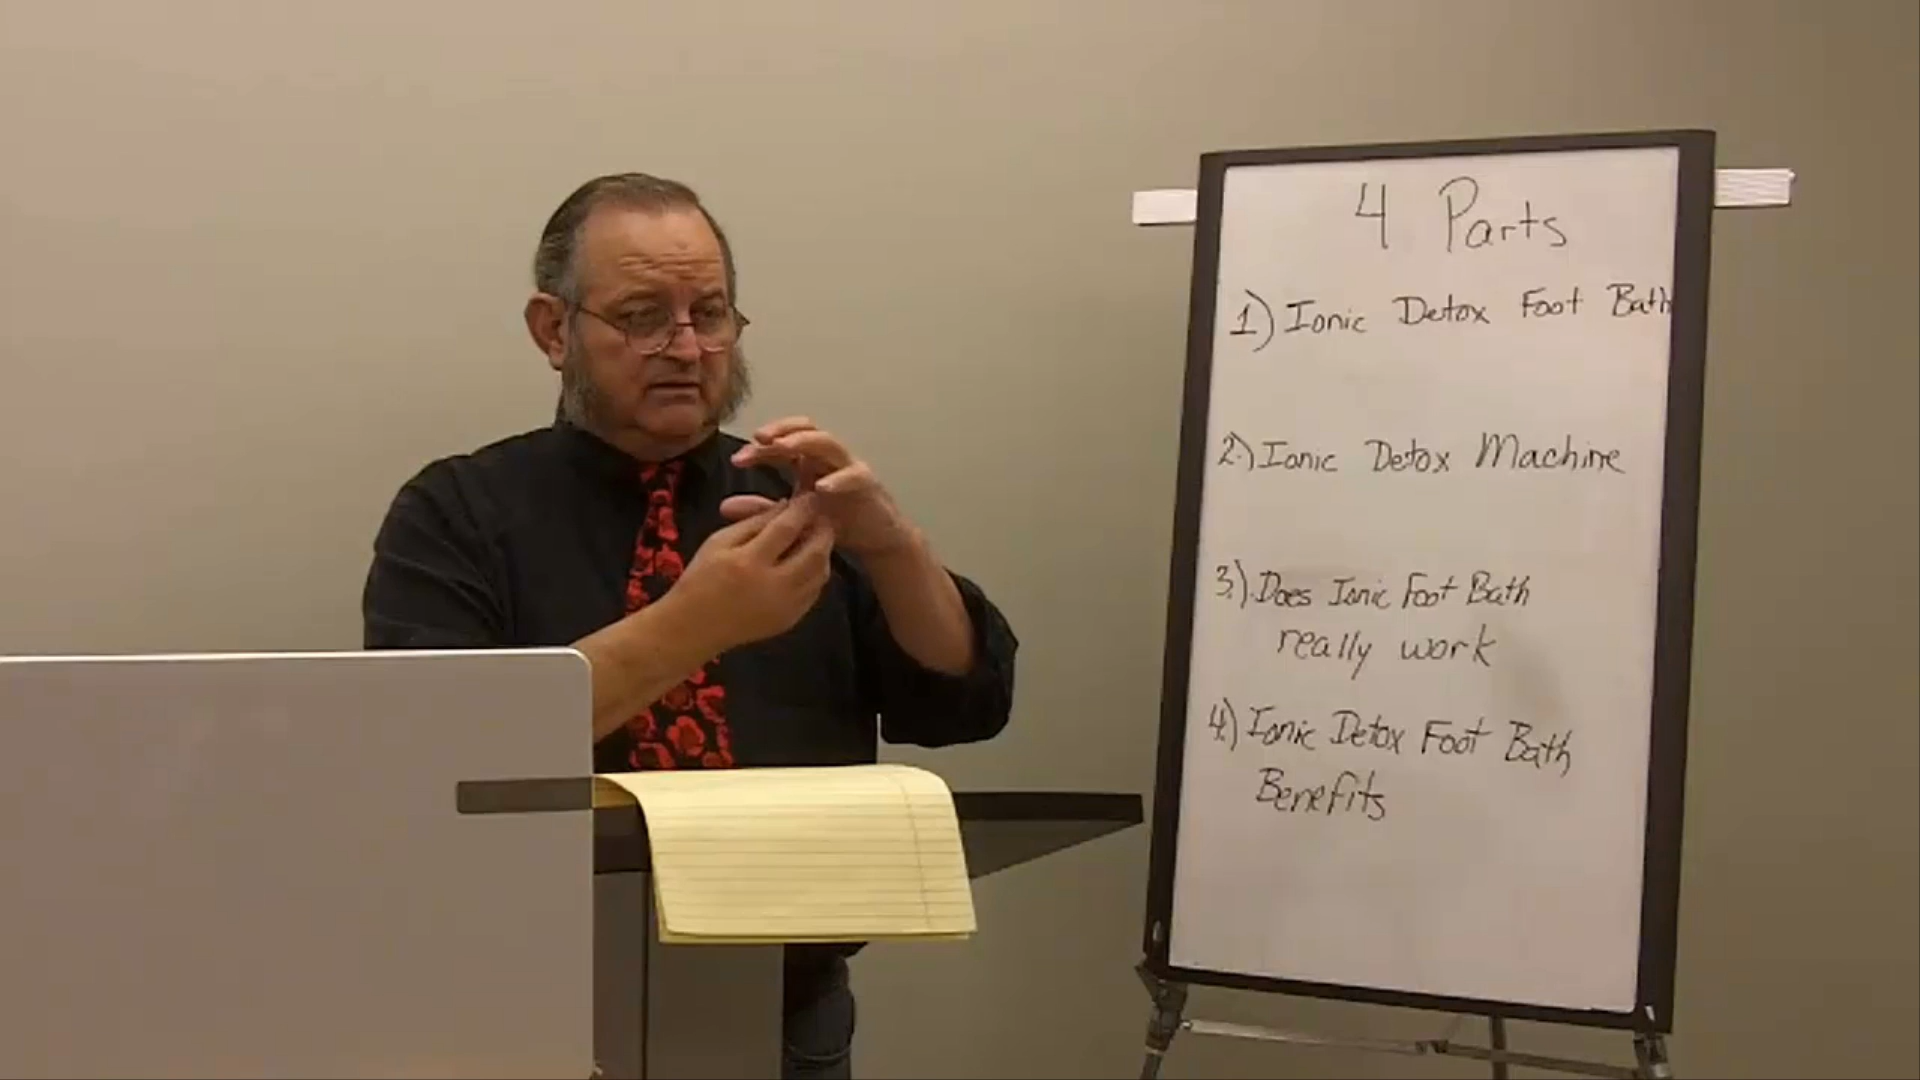 4 Parts
1.) Ionic Detox Foot Bath
2.) Ionic Detox Machine
3.) Does Ionic Foot Bath
really work
4.) Ionic Detox Foot Bath
Benefits